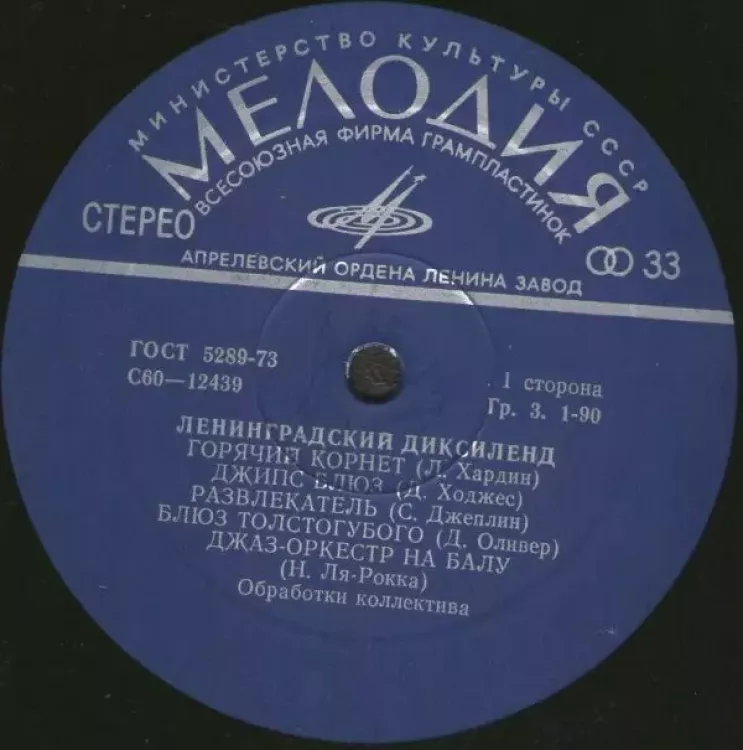 МИНИСТЕРСТВО КУЛЬТУРЫ СССР
МЕЛОДИЯ
ВСЕСОЮЗНАЯ ФИРМА ГРАМПЛАСТИНОК
СТЕРЕО
33
АПРЕЛЕВСКИЙ ОРДЕНА ЛЕНИНА ЗАВОД
ГОСТ 5289-73
С60—12439
1 сторона
Гр. 3. 1-90
ЛЕНИНГРАДСКИЙ ДИКСИЛЕНД
ГОРЯЧИЙ КОРНЕТ (Л. Хардин)
ДЖИПС БЛЮЗ (Д. Ходжес)
РАЗВЛЕКАТЕЛЬ (С. Джеплин)
БЛЮЗ ТОЛСТОГУБОГО (Д. Оливер)
ДЖАЗ-ОРКЕСТР НА БАЛУ
(Н. Ля-Рокка)
Обработки коллектива